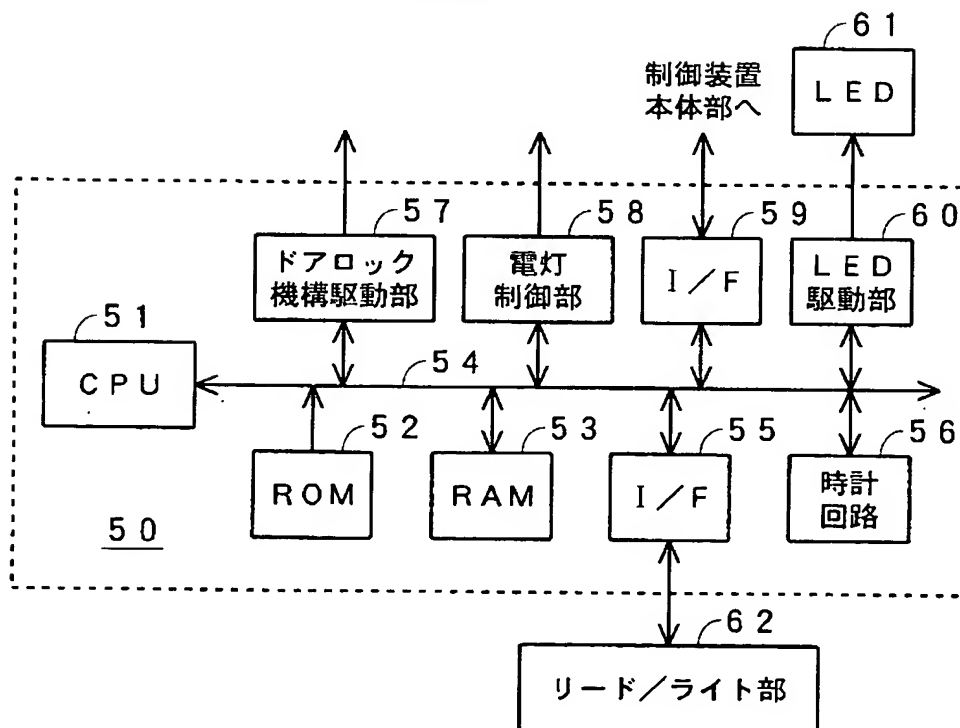 61
LED
制御装置
本体部へ
57
58
59
60
ドアロック
機構駆動部
電灯
制御部
I/F
LED
駆動部
51
CPU
54
52
53
55
56
ROM
RAM
I/F
時計
回路
50
62
リード/ライト部